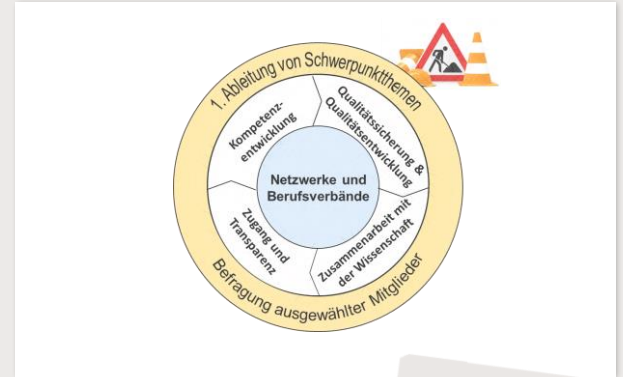 1. Ableitung von Schwerpunktthemen
Kompetenz-
entwicklung
Qualitätssicherung &
Qualitätsentwicklung
Netzwerke und
Berufsverbände
Zugang und
Transparenz
Zusammenarbeit mit
der Wissenschaft
Befragung ausgewählter Mitglieder